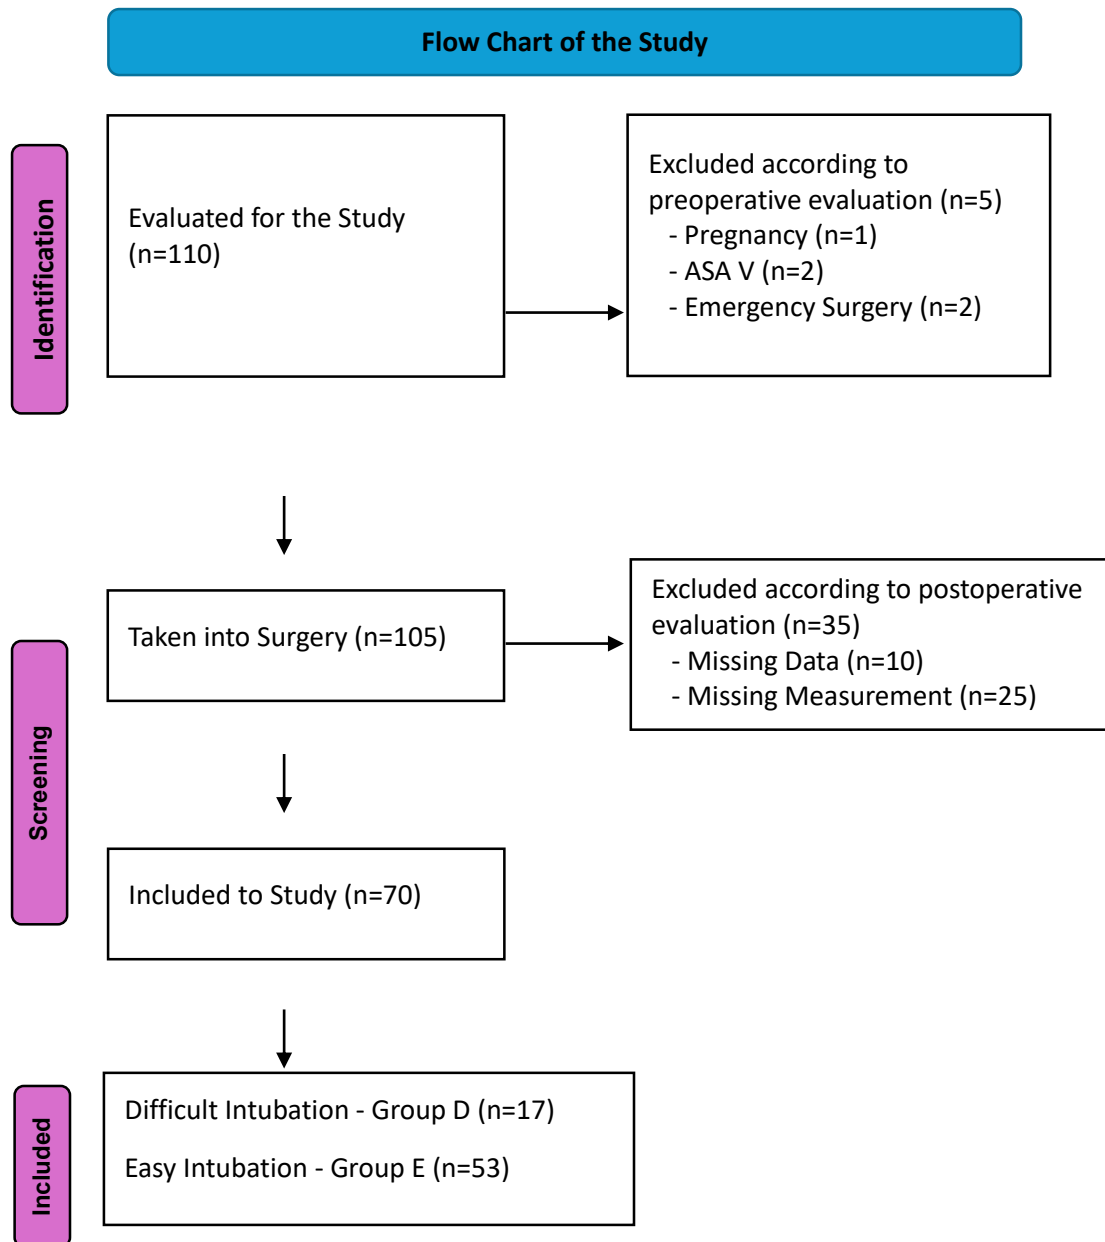 Flow Chart of the Study
Identification
Evaluated for the Study
(n=110)
Excluded according to
preoperative evaluation (n=5)
- Pregnancy (n=1)
- ASA V (n=2)
- Emergency Surgery (n=2)
Screening
Taken into Surgery (n=105)
Excluded according to postoperative
evaluation (n=35)
- Missing Data (n=10)
- Missing Measurement (n=25)
Included to Study (n=70)
Included
Difficult Intubation - Group D (n=17)
Easy Intubation - Group E (n=53)